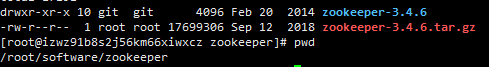 drwxr-xr-x 10 git  git      4096 Feb 20  2014 zookeeper-3.4.6
-rw-r--r--  1 root root 17699306 Sep 12  2018 zookeeper-3.4.6.tar.gz
[root@izwz91b8s2j56km66xiwxcz zookeeper]# pwd
/root/software/zookeeper